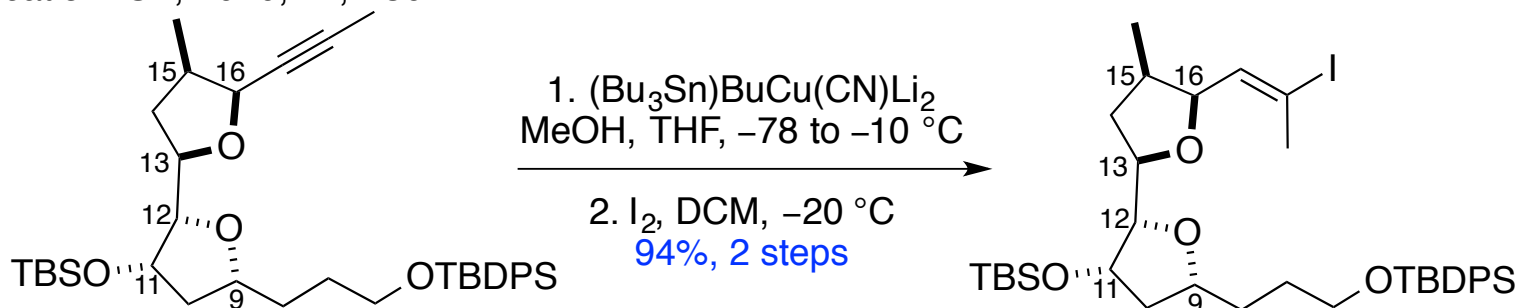 15
16
O
13
12
O
TBSO
11
9
OTBDPS
1. (Bu3Sn)BuCu(CN)Li2
MeOH, THF, −78 to −10 °C
2. I2, DCM, −20 °C
94%, 2 steps
15
16
I
O
13
12
O
TBSO
11
9
OTBDPS